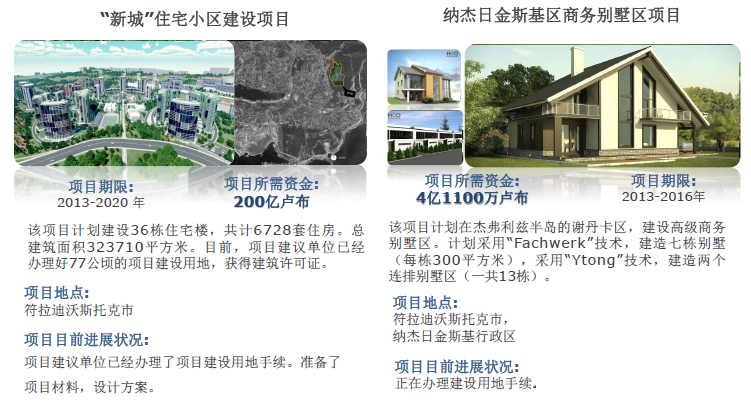 “新城”住宅小区建设项目
项目期限:
2013-2020 年
项目所需资金:
200亿卢布
该项目计划建设36栋住宅楼，共计6728套住房。总
建筑面积323710平方米。目前，项目建议单位已经
办理好77公顷的项目建设用地，获得建筑许可证。
项目地点:
符拉迪沃斯托克市
项目目前进展状况:
项目建议单位已经办理了项目建设用地手续。准备了
项目材料，设计方案。
纳杰日金斯基区商务别墅区项目
项目所需资金:
4亿1100万卢布
项目期限:
2013-2016年
该项目计划在杰弗利兹半岛的谢丹卡区，建设高级商务
别墅区。计划采用“Fachwerk”技术，建造七栋别墅
（每栋300平方米），采用“Ytong”技术，建造两个
连排别墅区（一共13栋）。
项目地点:
符拉迪沃斯托克市，
纳杰日金斯基行政区
项目目前进展状况:
正在办理建设用地手续.